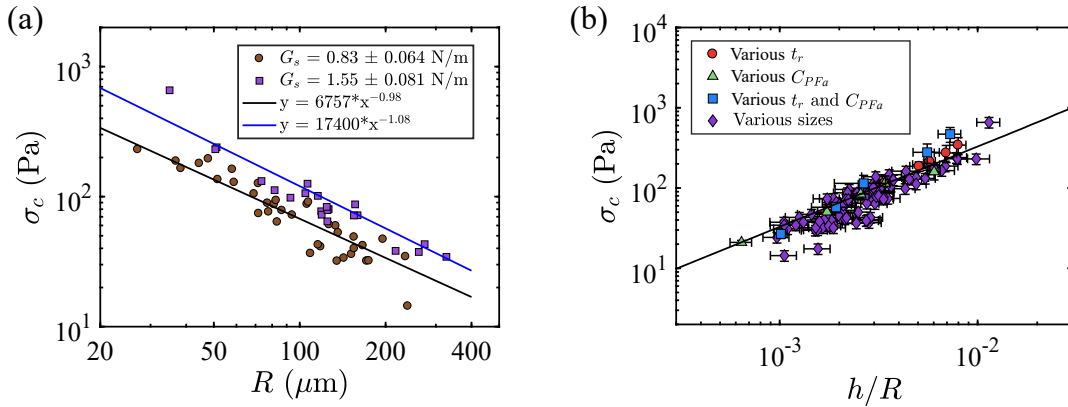 (a)
(b)
G_s = 0.83 ± 0.064 N/m
G_s = 1.55 ± 0.081 N/m
y = 6757*x^−0.98
y = 17400*x^−1.08
10^3
10^2
10^1
σ_c (Pa)
20 50 100 200 400
R (μm)
Various t_r
Various C_PFa
Various t_r and C_PFa
Various sizes
10^4
10^3
10^2
10^1
σ_c (Pa)
10^−3 10^−2
h/R